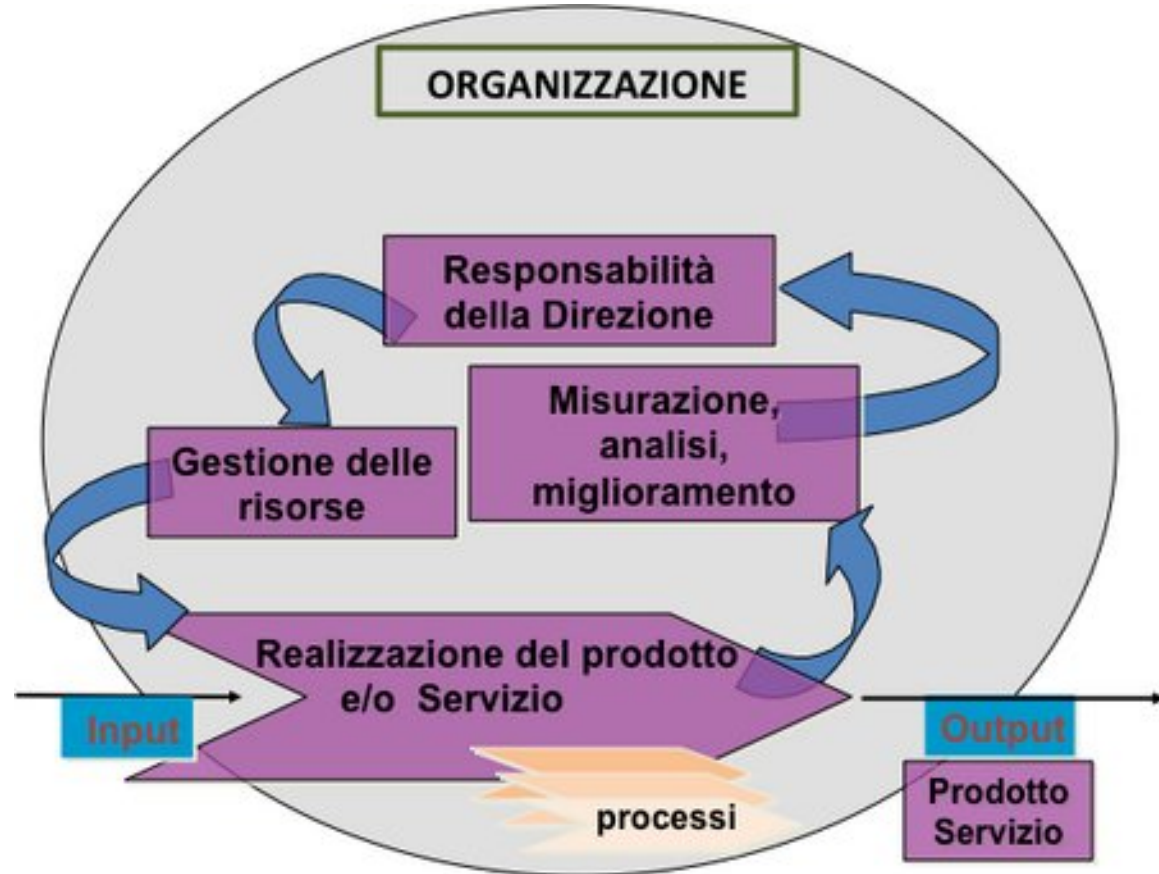 ORGANIZZAZIONE
Responsabilità
della Direzione
Misurazione,
analisi,
miglioramento
Gestione delle
risorse
Realizzazione del prodotto
e/o Servizio
Input
Output
processi
Prodotto
Servizio